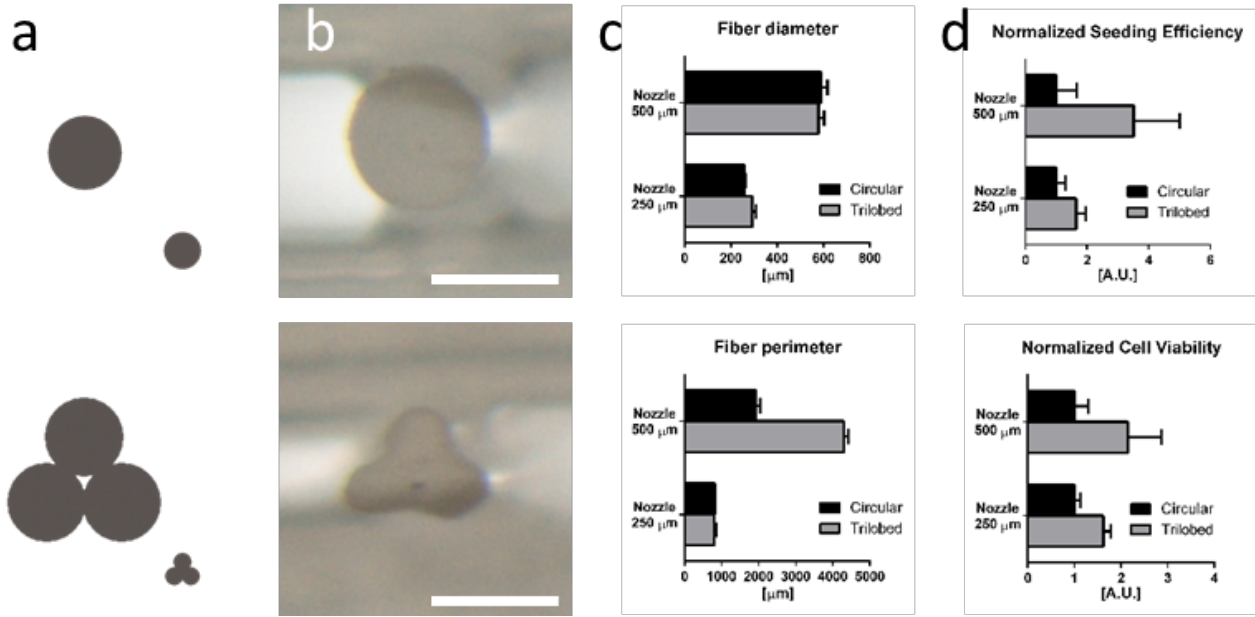 a
b
c
d
Fiber diameter
Nozzle
500 µm
Nozzle
250 µm
Circular
Trilobed
0 200 400 600 800
[µm]
Normalized Seeding Efficiency
Nozzle
500 µm
Nozzle
250 µm
Circular
Trilobed
0 2 4 6
[A.U.]
Fiber perimeter
Nozzle
500 µm
Nozzle
250 µm
Circular
Trilobed
0 1000 2000 3000 4000 5000
[µm]
Normalized Cell Viability
Nozzle
500 µm
Nozzle
250 µm
Circular
Trilobed
0 1 2 3 4
[A.U.]